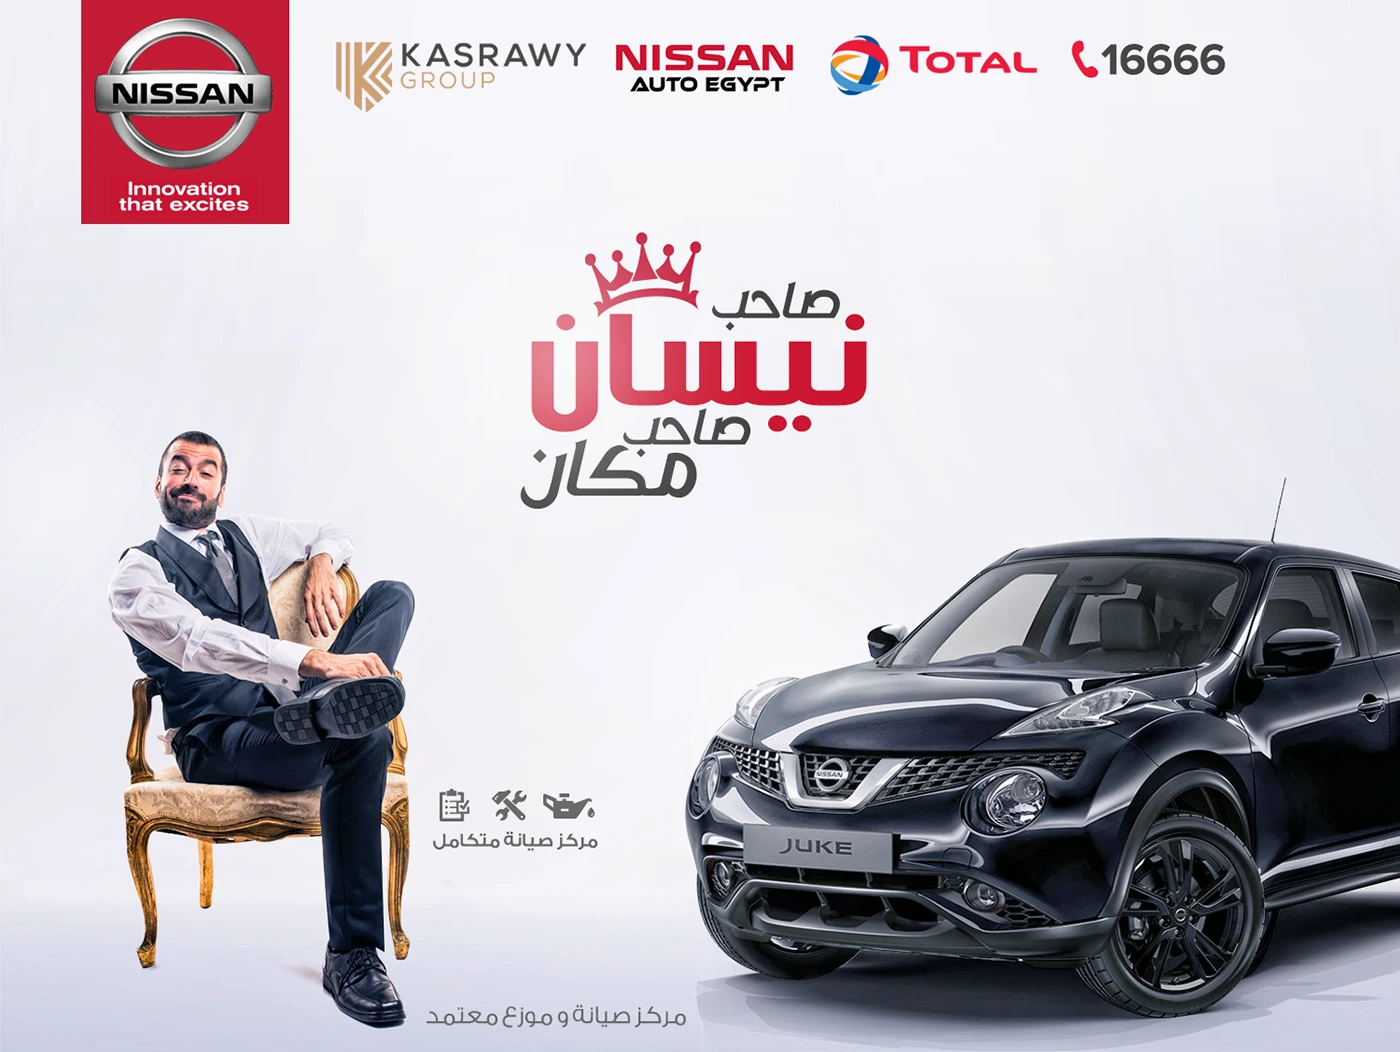 NISSAN
Innovation
that excites
KASRAWY
GROUP
NISSAN
AUTO EGYPT
TOTAL
16666
صاحب
نيسان
صاحب
مكان
NISSAN
JUKE
مركز صيانة متكامل
مركز صيانة و موزع معتمد